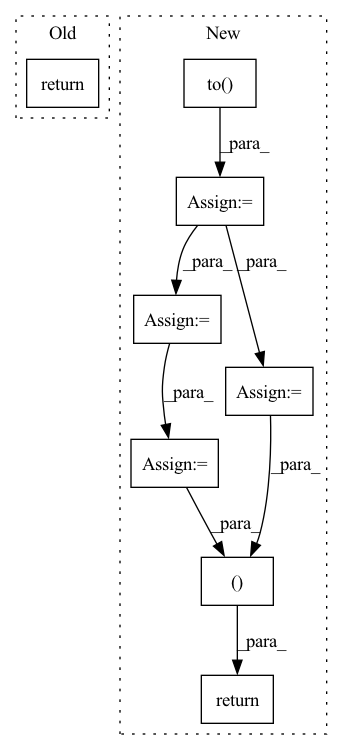 Old
New
return
to()
_para_
Assign:=
_para_
_para_
Assign:=
Assign:=
_para_
Assign:=
_para_
_para_
()
_para_
return